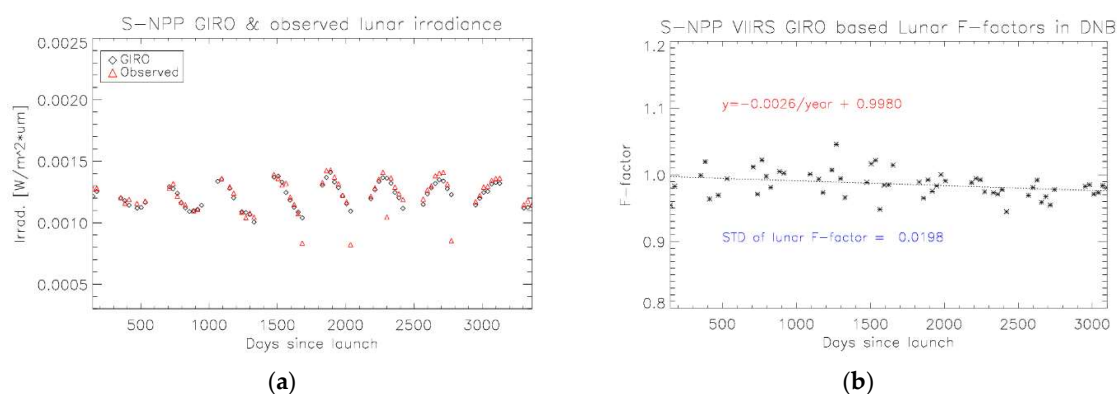 S-NPP GIRO & observed lunar irradiance
0.0025
0.0020
0.0015
0.0010
0.0005
Irrad. [W/m^2*um]
GIRO
Observed
500 1000 1500 2000 2500 3000
Days since launch
(a)
S-NPP VIIRS GIRO based Lunar F-factors in DNB
1.2
1.1
1.0
0.9
0.8
F-factor
y=-0.0026/year + 0.9980
STD of lunar F-factor = 0.0198
500 1000 1500 2000 2500 3000
Days since launch
(b)